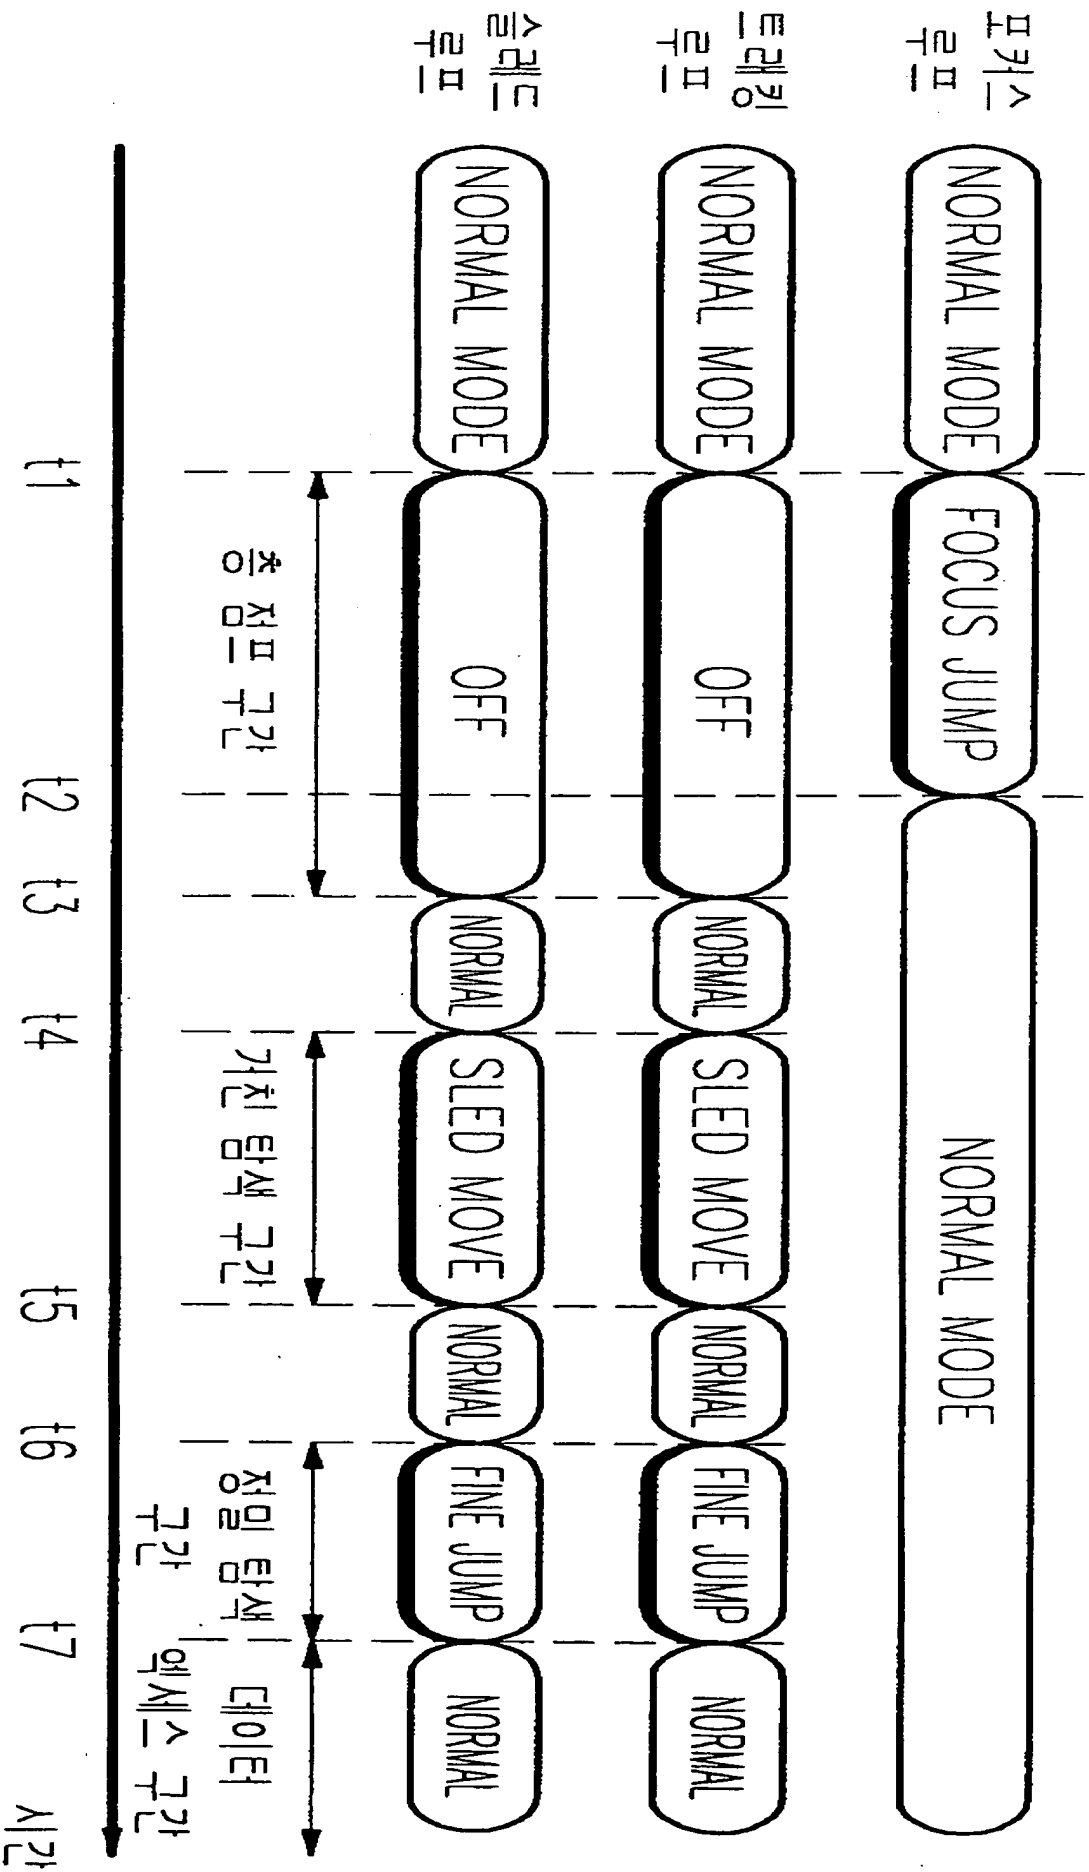 포커스
루프
NORMAL MODE
FOCUS JUMP
NORMAL MODE
트래킹
루프
NORMAL MODE
OFF
NORMAL
SLED MOVE
NORMAL
FINE JUMP
NORMAL
슬레드
루프
NORMAL MODE
OFF
NORMAL
SLED MOVE
NORMAL
FINE JUMP
NORMAL
층 점프 구간
거친 탐색 구간
정밀 탐색
구간
데이터
액세스 구간
t1
t2
t3
t4
t5
t6
t7
시간